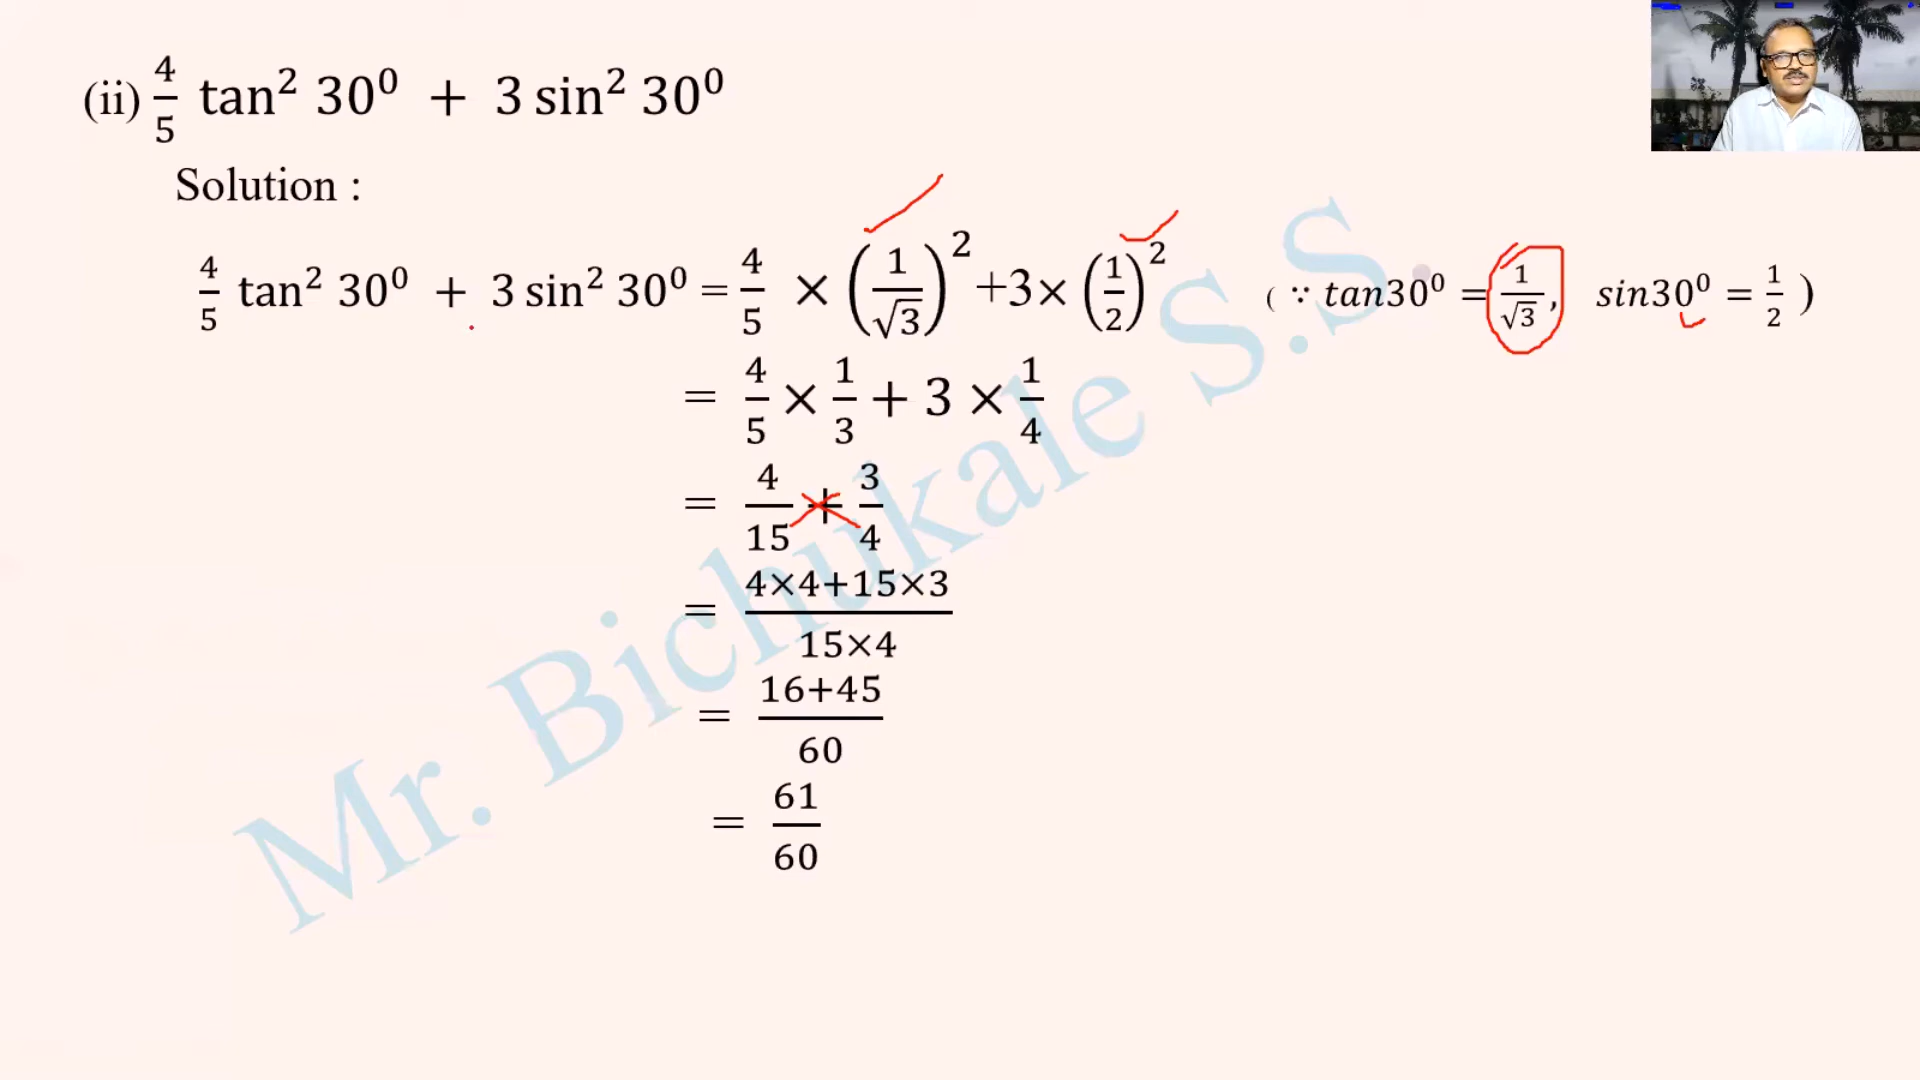 (ii) 4/5 tan² 30⁰ + 3 sin² 30⁰
Solution :
4/5 tan² 30⁰ + 3 sin² 30⁰ = 4/5 × (1/√3)² +3× (1/2)² ( ∵ tan30⁰ = 1/√3, sin30⁰ = 1/2 )
= 4/5 × 1/3 + 3 × 1/4
= 4/15 + 3/4
= 4×4+15×3/15×4
= 16+45/60
= 61/60
Mr. Bichukale S.S.